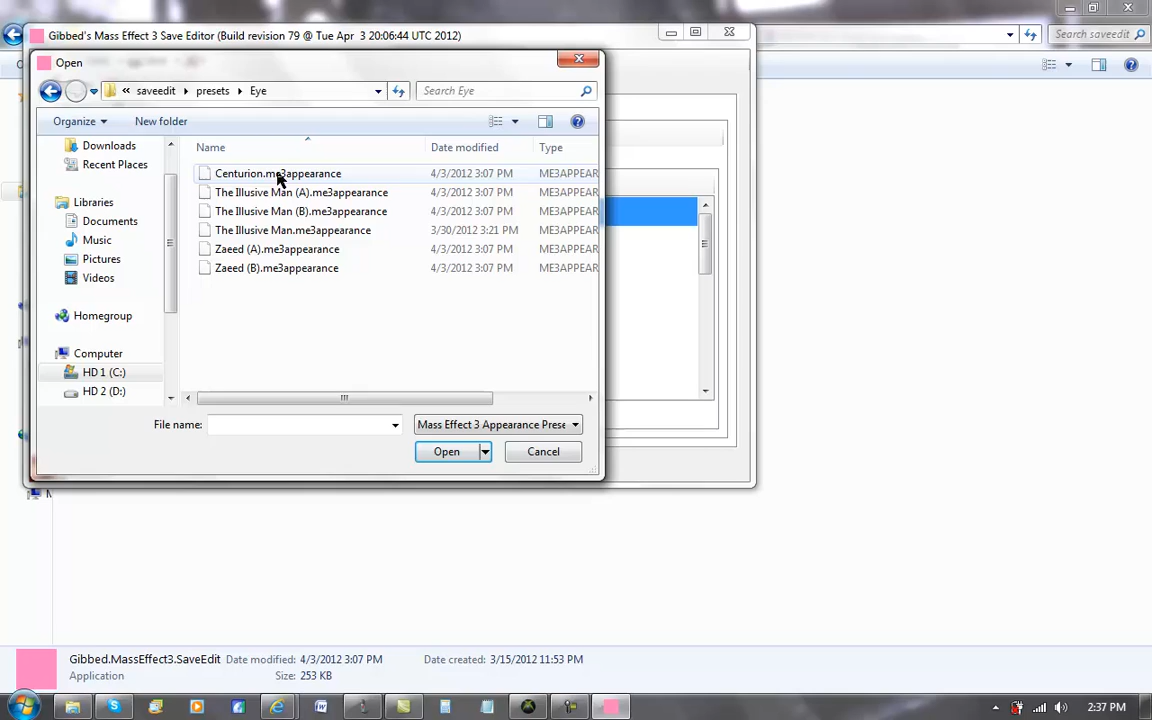 Gibbed's Mass Effect 3 Save Editor (Build revision 79 @ Tue Apr 3 20:06:44 UTC 2012)
Search saveedit
Open
« saveedit ▸ presets ▸ Eye
Search Eye
Organize New folder
Name Date modified Type
Downloads
Recent Places
Libraries
Documents
Music
Pictures
Videos
Homegroup
Computer
HD 1 (C:)
HD 2 (D:)
Centurion.me3appearance 4/3/2012 3:07 PM ME3APPEAR
The Illusive Man (A).me3appearance 4/3/2012 3:07 PM ME3APPEAR
The Illusive Man (B).me3appearance 4/3/2012 3:07 PM ME3APPEAR
The Illusive Man.me3appearance 3/30/2012 3:21 PM ME3APPEAR
Zaeed (A).me3appearance 4/3/2012 3:07 PM ME3APPEAR
Zaeed (B).me3appearance 4/3/2012 3:07 PM ME3APPEAR
File name: Mass Effect 3 Appearance Prese
Open Cancel
Gibbed.MassEffect3.SaveEdit Date modified: 4/3/2012 3:07 PM Date created: 3/15/2012 11:53 PM
Application Size: 253 KB
2:37 PM